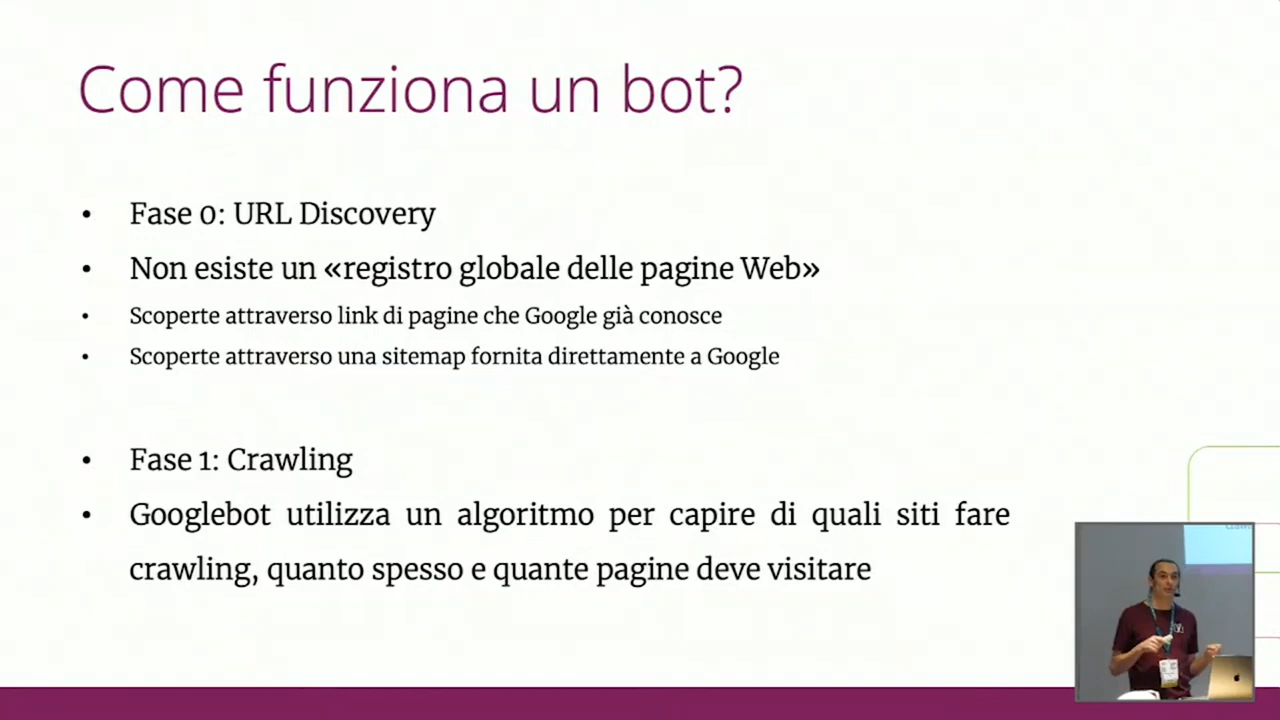 Come funziona un bot?
• Fase 0: URL Discovery
• Non esiste un «registro globale delle pagine Web»
• Scoperte attraverso link di pagine che Google già conosce
• Scoperte attraverso una sitemap fornita direttamente a Google
• Fase 1: Crawling
• Googlebot utilizza un algoritmo per capire di quali siti fare
crawling, quanto spesso e quante pagine deve visitare